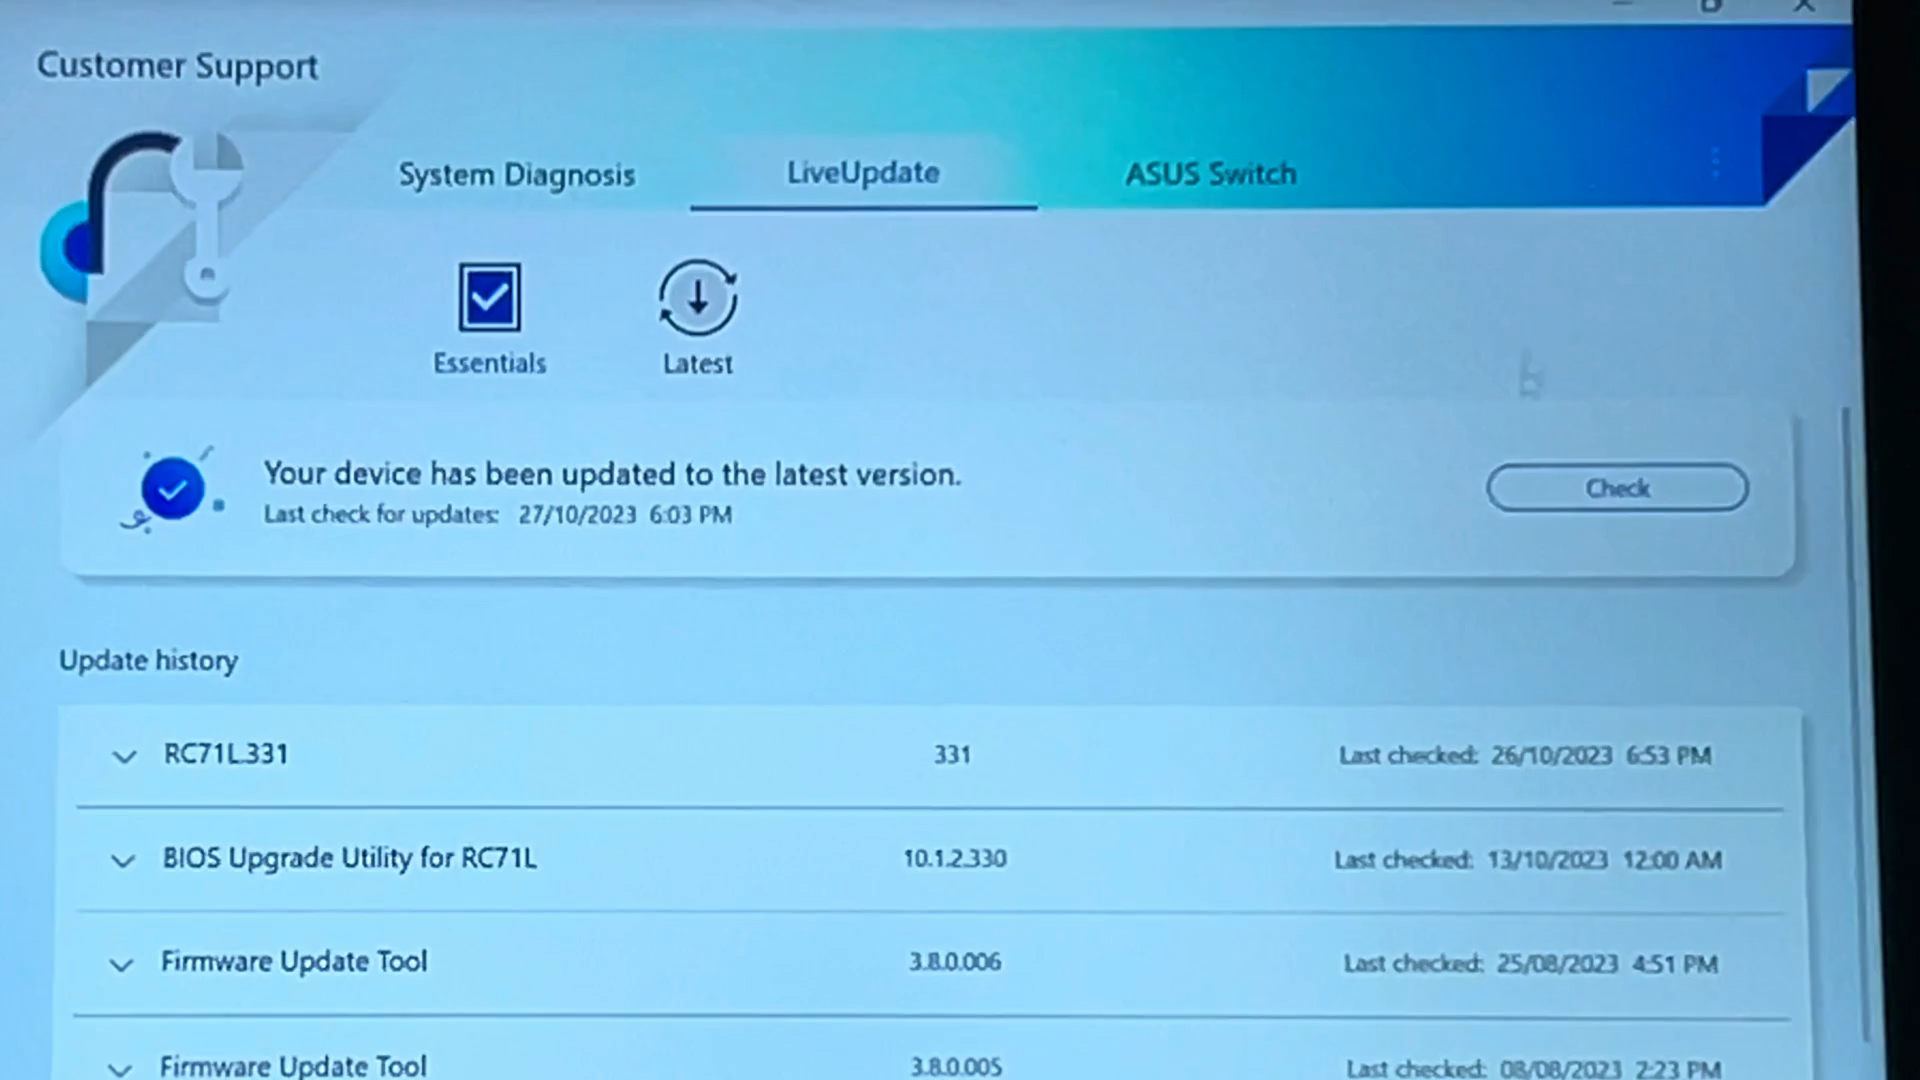 Customer Support
System Diagnosis
LiveUpdate
ASUS Switch
Essentials
Latest
Your device has been updated to the latest version.
Last check for updates: 27/10/2023 6:03 PM
Check
Update history
RC71L.331 331 Last checked: 26/10/2023 6:53 PM
BIOS Upgrade Utility for RC71L 10.1.2.330 Last checked: 13/10/2023 12:00 AM
Firmware Update Tool 3.8.0.006 Last checked: 25/08/2023 4:51 PM
Firmware Update Tool 3.8.0.005 Last checked: 08/08/2023 2:23 PM